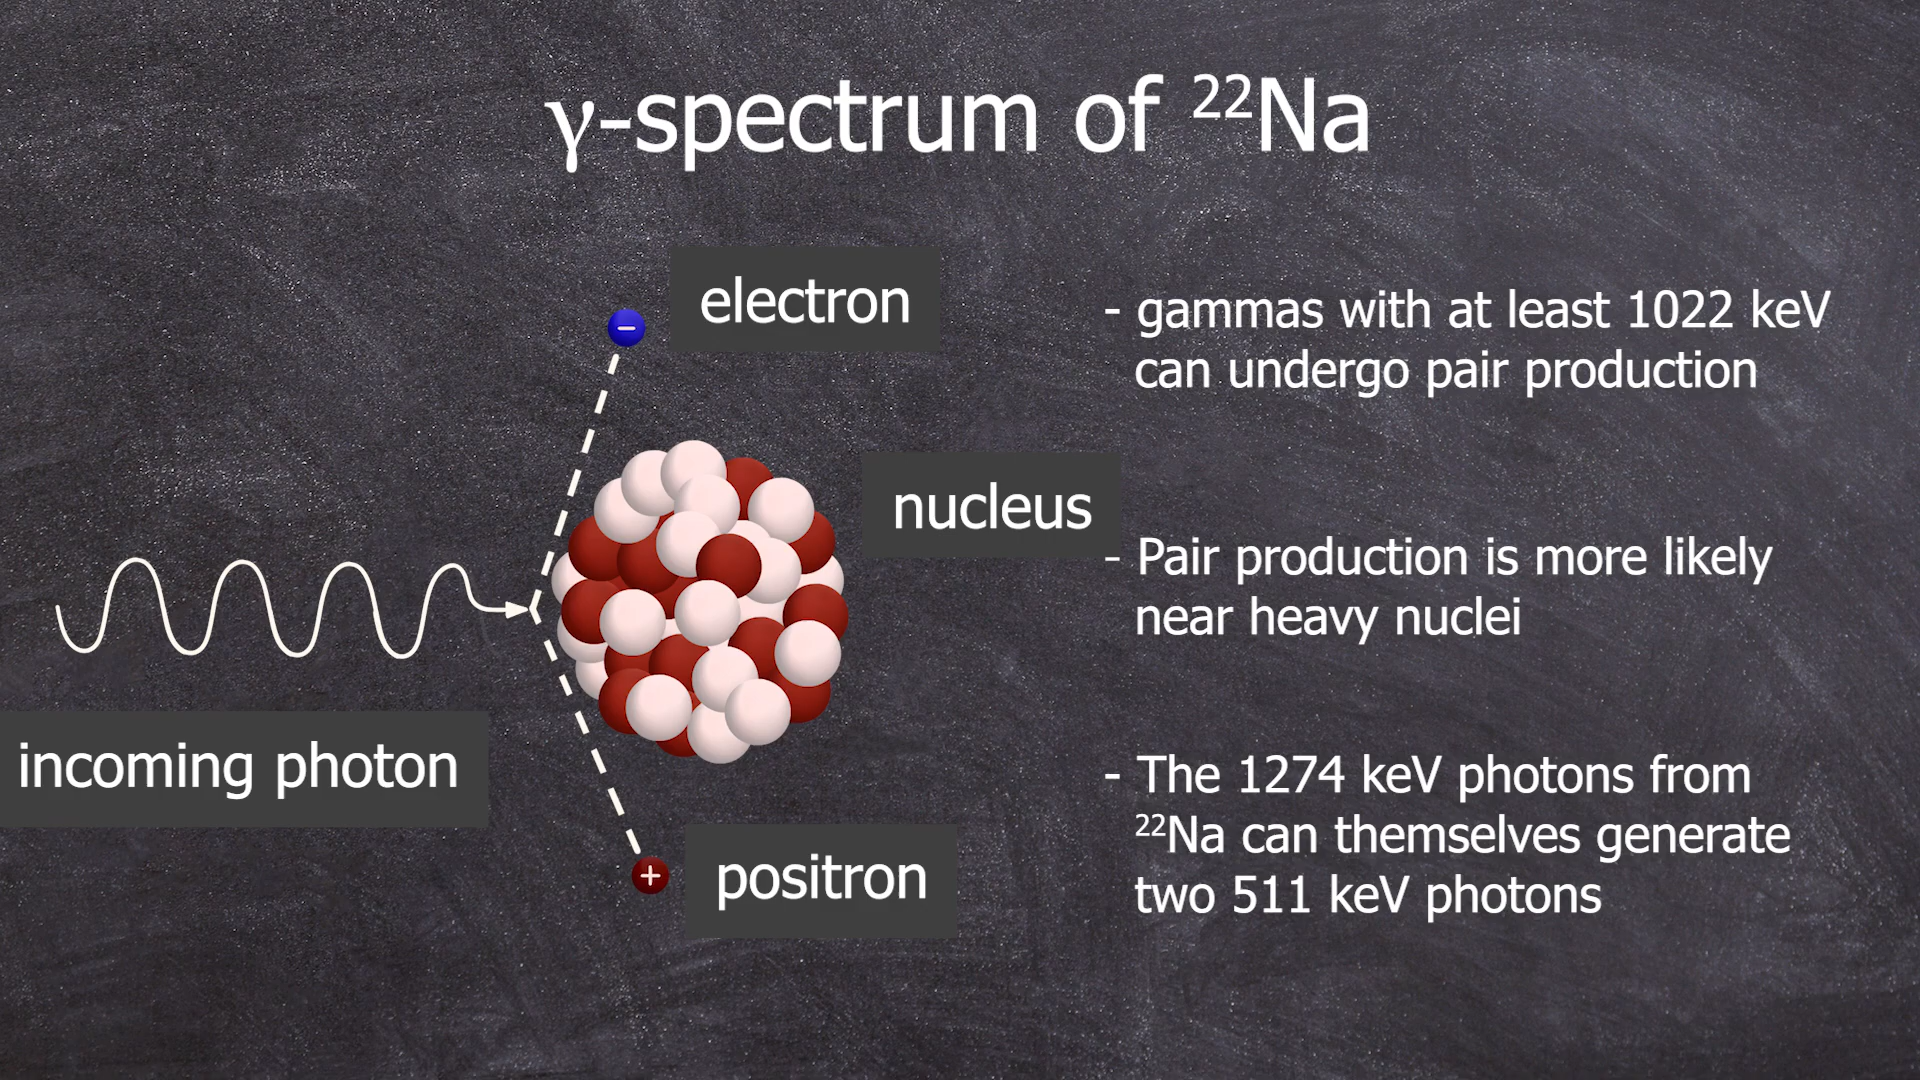 γ-spectrum of ²²Na
electron
−
nucleus
incoming photon
positron
+
- gammas with at least 1022 keV
can undergo pair production
- Pair production is more likely
near heavy nuclei
- The 1274 keV photons from
²²Na can themselves generate
two 511 keV photons